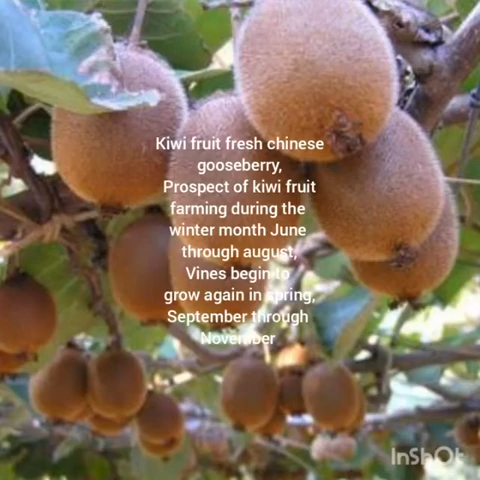 Kiwi fruit fresh chinese
gooseberry,
Prospect of kiwi fruit
farming during the
winter month June
through august,
Vines begin to
grow again in spring,
September through
November
InShOt